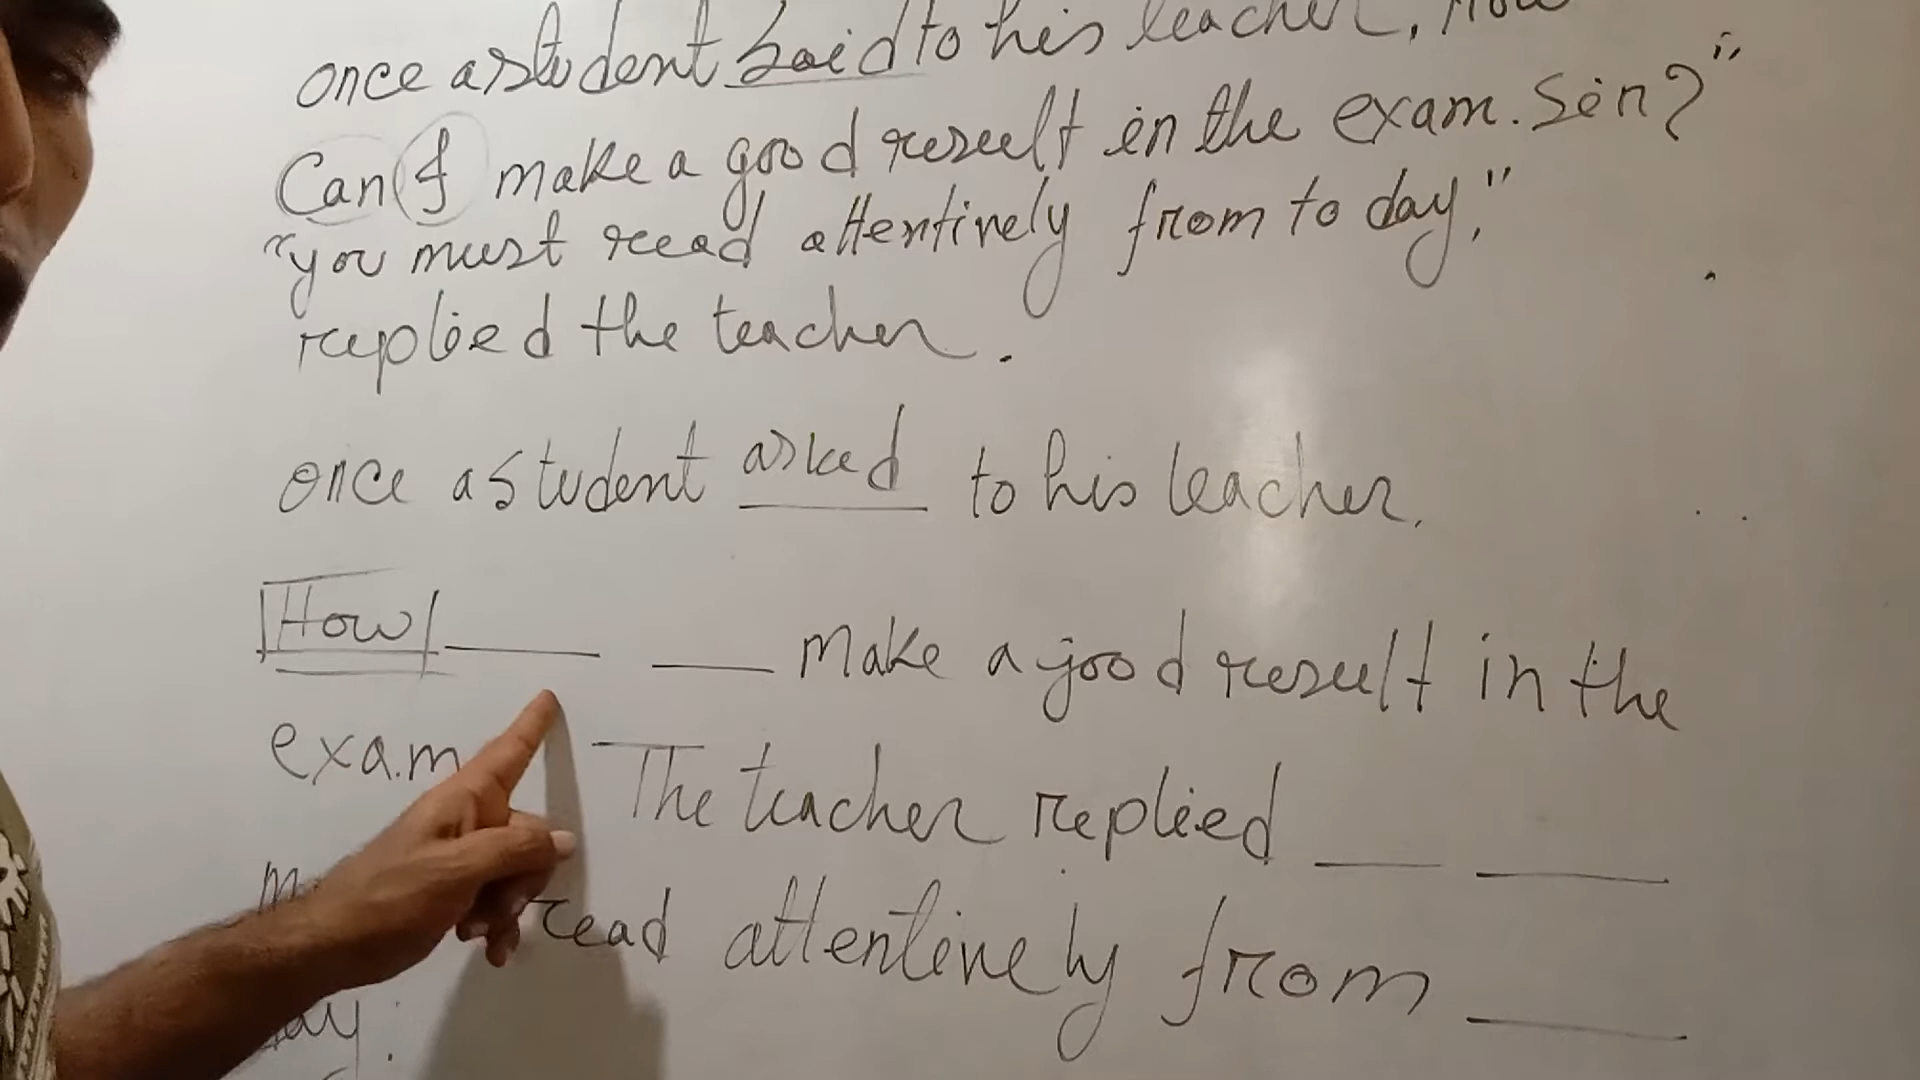 once a student said to his teacher, How
Can I make a good result in the exam. Sir?"
"you must read attentively from to day,"
replied the teacher.
once a student asked to his teacher.
How ___ ___ make a good result in the
exam ___ The teacher replied ___ ___
read attentively from ___
day.